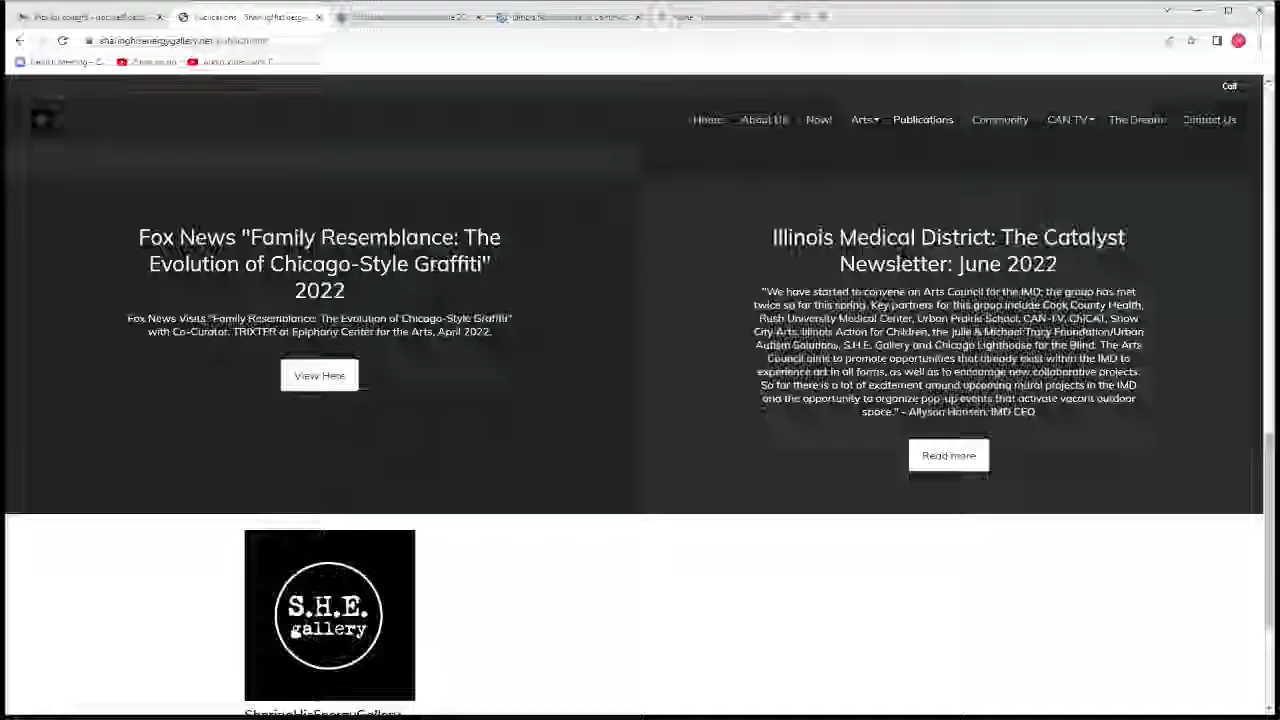 sharinghisenergygallery.net
Call
Home About Us Now! Arts Publications Community CAN TV The Dream Contact Us
Fox News "Family Resemblance: The
Evolution of Chicago-Style Graffiti"
2022
Fox News Visits "Family Resemblance: The Evolution of Chicago-Style Graffiti"
with Co-Curator, TRIXTER at Epiphany Center for the Arts, April 2022.
View Here
Illinois Medical District: The Catalyst
Newsletter: June 2022
"We have started to convene an Arts Council for the IMD; the group has met
twice so far this spring. Key partners for this group include Cook County Health,
Rush University Medical Center, Urban Prairie School, CAN-TV, ChiCAT, Snow
City Arts, Illinois Action for Children, the Julie & Michael Tracy Foundation/Urban
Autism Solutions, S.H.E. Gallery and Chicago Lighthouse for the Blind. The Arts
Council aims to promote opportunities that already exist within the IMD to
experience art in all forms, as well as to encourage new collaborative projects.
So far there is a lot of excitement around upcoming mural projects in the IMD
and the opportunity to organize pop-up events that activate vacant outdoor
space." - Allyson Hansen, IMD CEO
Read more
S.H.E.
gallery
SharingHisEnergyGallery